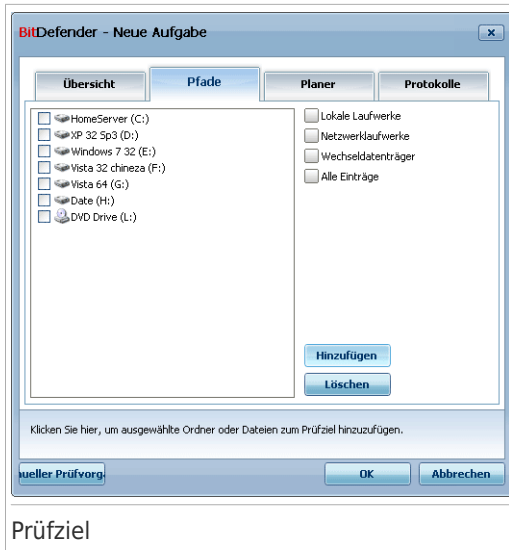 BitDefender - Neue Aufgabe
Übersicht
Pfade
Planer
Protokolle
HomeServer (C:)
XP 32 Sp3 (D:)
Windows 7 32 (E:)
Vista 32 chineza (F:)
Vista 64 (G:)
Date (H:)
DVD Drive (L:)
Lokale Laufwerke
Netzwerklaufwerke
Wechseldatenträger
Alle Einträge
Hinzufügen
Löschen
Klicken Sie hier, um ausgewählte Ordner oder Dateien zum Prüfziel hinzuzufügen.
ueller Prüfvorg
OK
Abbrechen
Prüfziel